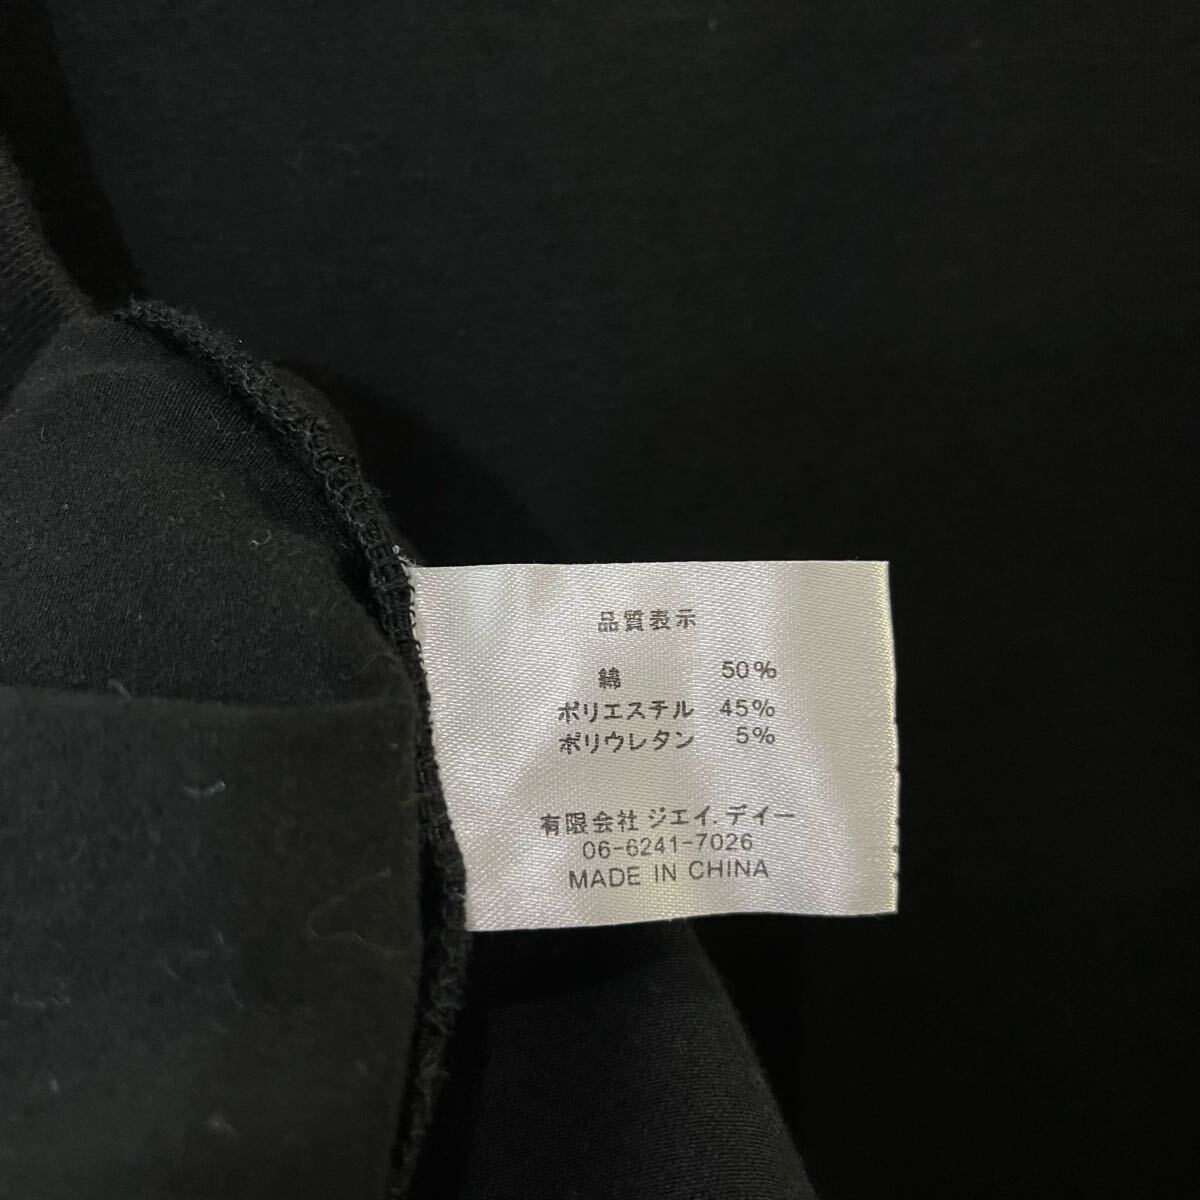 品質表示
綿 50%
ポリエステル 45%
ポリウレタン 5%
有限会社 ジエイ.デイー
06-6241-7026
MADE IN CHINA